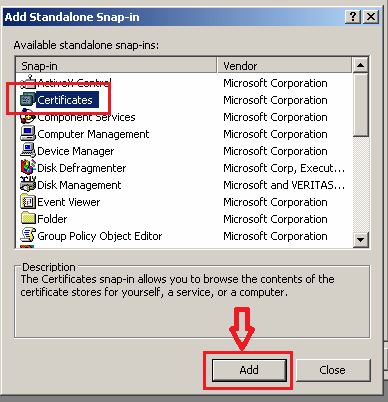 Add Standalone Snap-in
Available standalone snap-ins:
Snap-in Vendor
ActiveX Control Microsoft Corporation
Certificates Microsoft Corporation
Component Services Microsoft Corporation
Computer Management Microsoft Corporation
Device Manager Microsoft Corporation
Disk Defragmenter Microsoft Corp, Execut...
Disk Management Microsoft and VERITAS...
Event Viewer Microsoft Corporation
Folder Microsoft Corporation
Group Policy Object Editor Microsoft Corporation
Description
The Certificates snap-in allows you to browse the contents of the
certificate stores for yourself, a service, or a computer.
Add Close